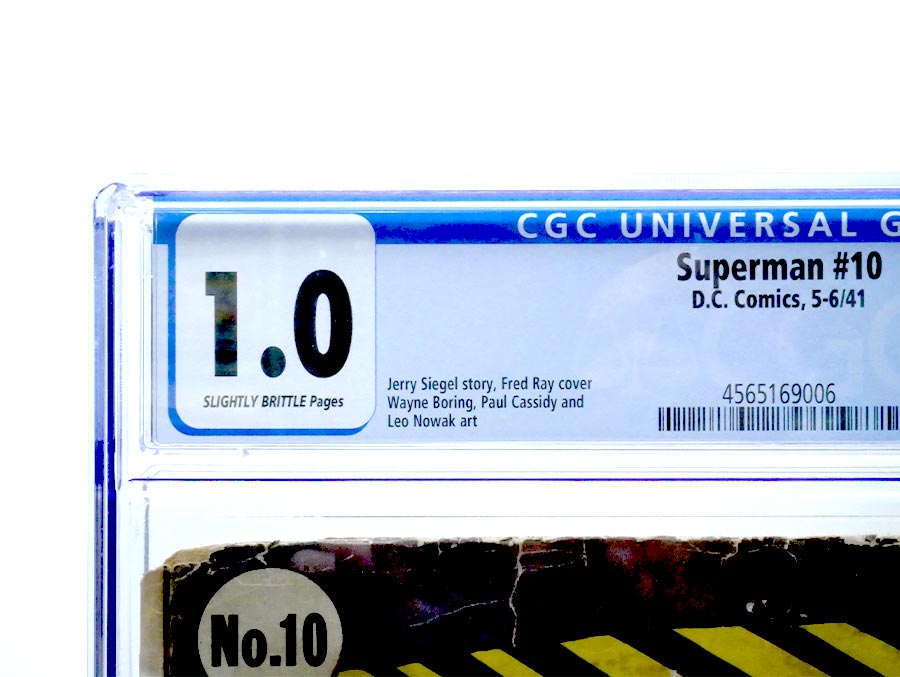 CGC UNIVERSAL G
Superman #10
D.C. Comics, 5-6/41
1.0
SLIGHTLY BRITTLE Pages
Jerry Siegel story, Fred Ray cover
Wayne Boring, Paul Cassidy and
Leo Nowak art
4565169006
No.10